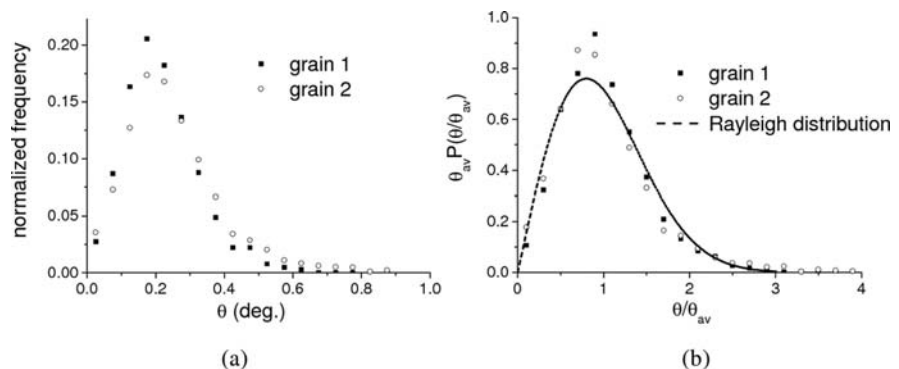 normalized frequency
0.20
0.15
0.10
0.05
0.00
0.0 0.2 0.4 0.6 0.8 1.0
θ (deg.)
grain 1
grain 2
(a)
θav P(θ/θav)
1.0
0.8
0.6
0.4
0.2
0.0
0 1 2 3 4
θ/θav
grain 1
grain 2
Rayleigh distribution
(b)